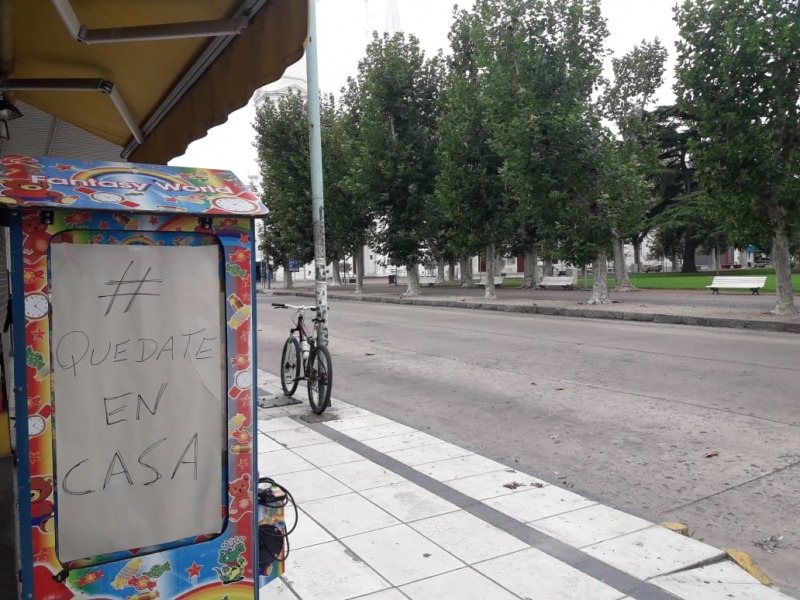 Fantasy World
#
QUEDATE
EN
CASA